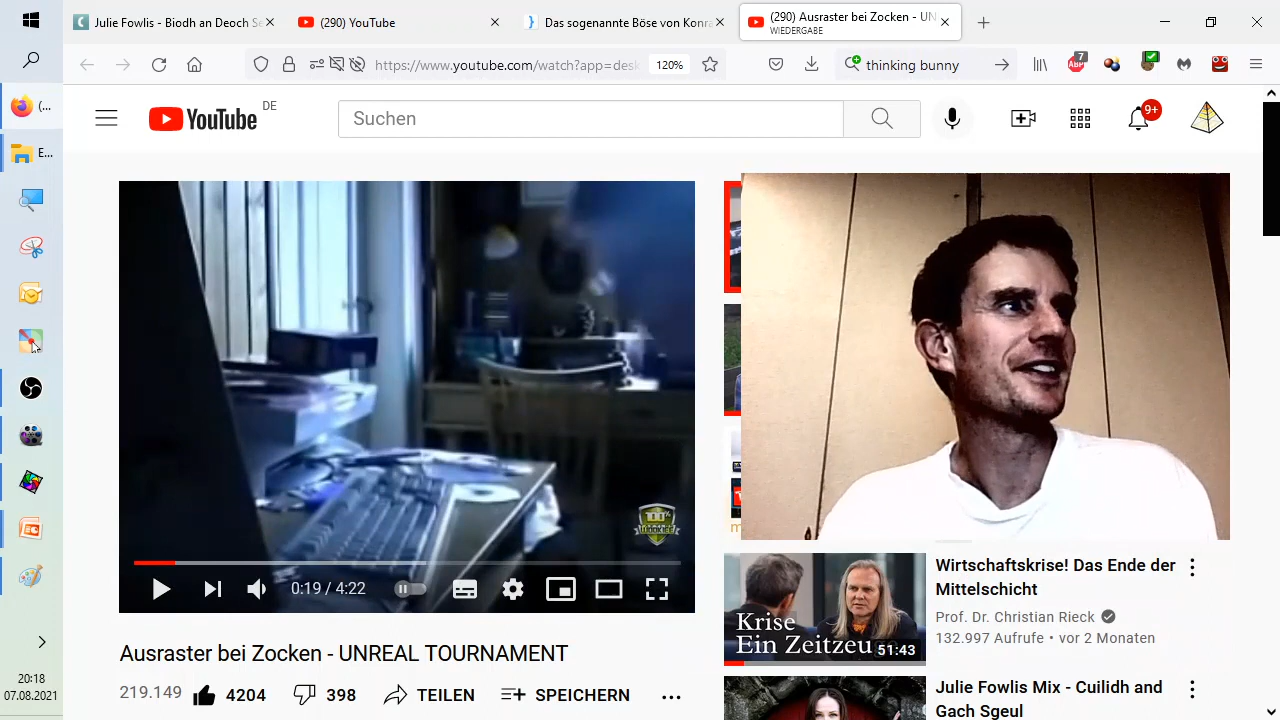 Julie Fowlis - Biodh an Deoch Se
(290) YouTube
Das sogenannte Böse von Konra
(290) Ausraster bei Zocken - UN
WIEDERGABE
https://www.youtube.com/watch?app=desk
120%
thinking bunny
7
ABP
(...
E...
YouTube
DE
Suchen
9+
100%
WOOKIEE
0:19 / 4:22
Ausraster bei Zocken - UNREAL TOURNAMENT
219.149
4204
398
TEILEN
SPEICHERN
Krise
Ein Zeitzeu
51:43
Wirtschaftskrise! Das Ende der
Mittelschicht
Prof. Dr. Christian Rieck
132.997 Aufrufe • vor 2 Monaten
Julie Fowlis Mix - Cuilidh and
Gach Sgeul
20:18
07.08.2021